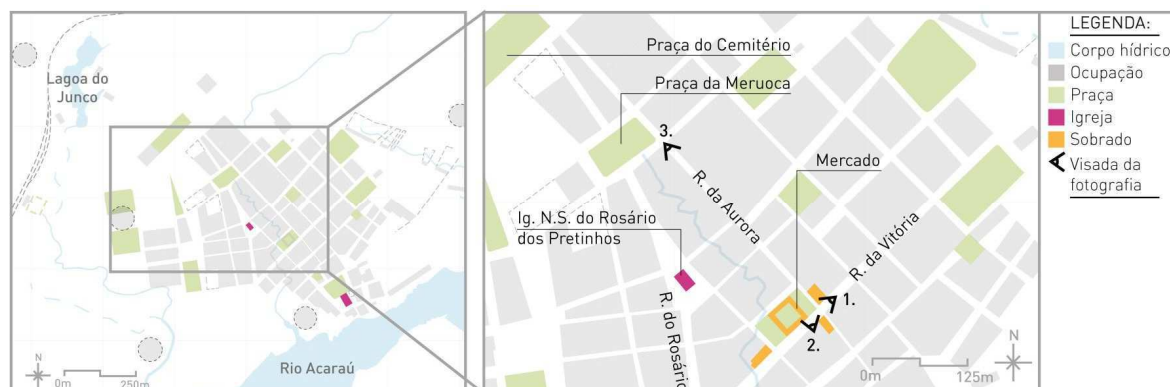 Lagoa do
Junco
Rio Acaraú
N
0m
250m
Praça do Cemitério
Praça da Meruoca
3.
Mercado
R. da Aurora
Ig. N.S. do Rosário
dos Pretinhos
R. da Vitória
R. do Rosário
1.
2.
N
0m
125m
LEGENDA:
Corpo hídrico
Ocupação
Praça
Igreja
Sobrado
Visada da
fotografia